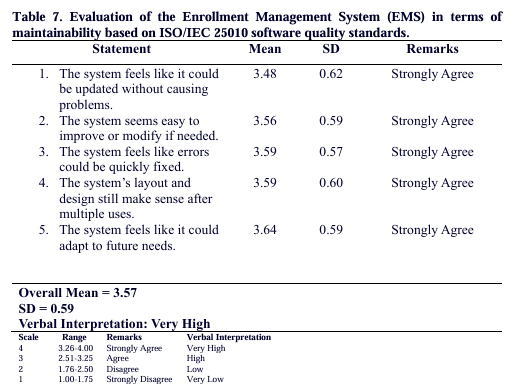 Table 7. Evaluation of the Enrollment Management System (EMS) in terms of
maintainability based on ISO/IEC 25010 software quality standards.
Statement Mean SD Remarks
1. The system feels like it could 3.48 0.62 Strongly Agree
be updated without causing
problems.
2. The system seems easy to 3.56 0.59 Strongly Agree
improve or modify if needed.
3. The system feels like errors 3.59 0.57 Strongly Agree
could be quickly fixed.
4. The system's layout and 3.59 0.60 Strongly Agree
design still make sense after
multiple uses.
5. The system feels like it could 3.64 0.59 Strongly Agree
adapt to future needs.
Overall Mean = 3.57
SD = 0.59
Verbal Interpretation: Very High
Scale Range Remarks Verbal Interpretation
4 3.26-4.00 Strongly Agree Very High
3 2.51-3.25 Agree High
2 1.76-2.50 Disagree Low
1 1.00-1.75 Strongly Disagree Very Low